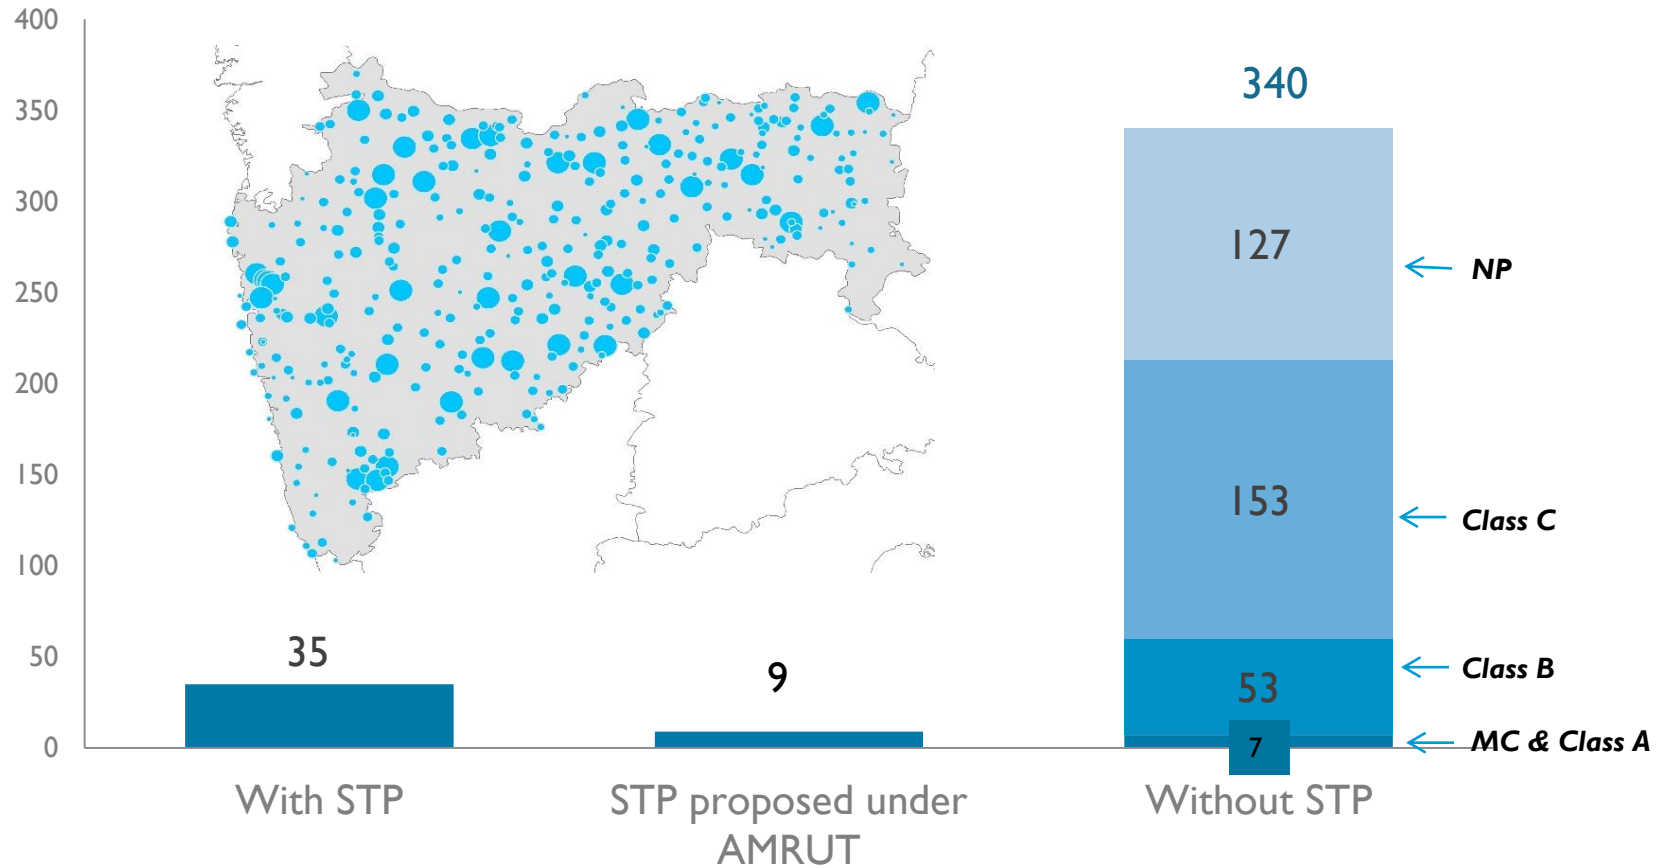 400
350
300
250
200
150
100
50
0
35
9
340
127
153
53
7
NP
Class C
Class B
MC & Class A
With STP
STP proposed under
AMRUT
Without STP